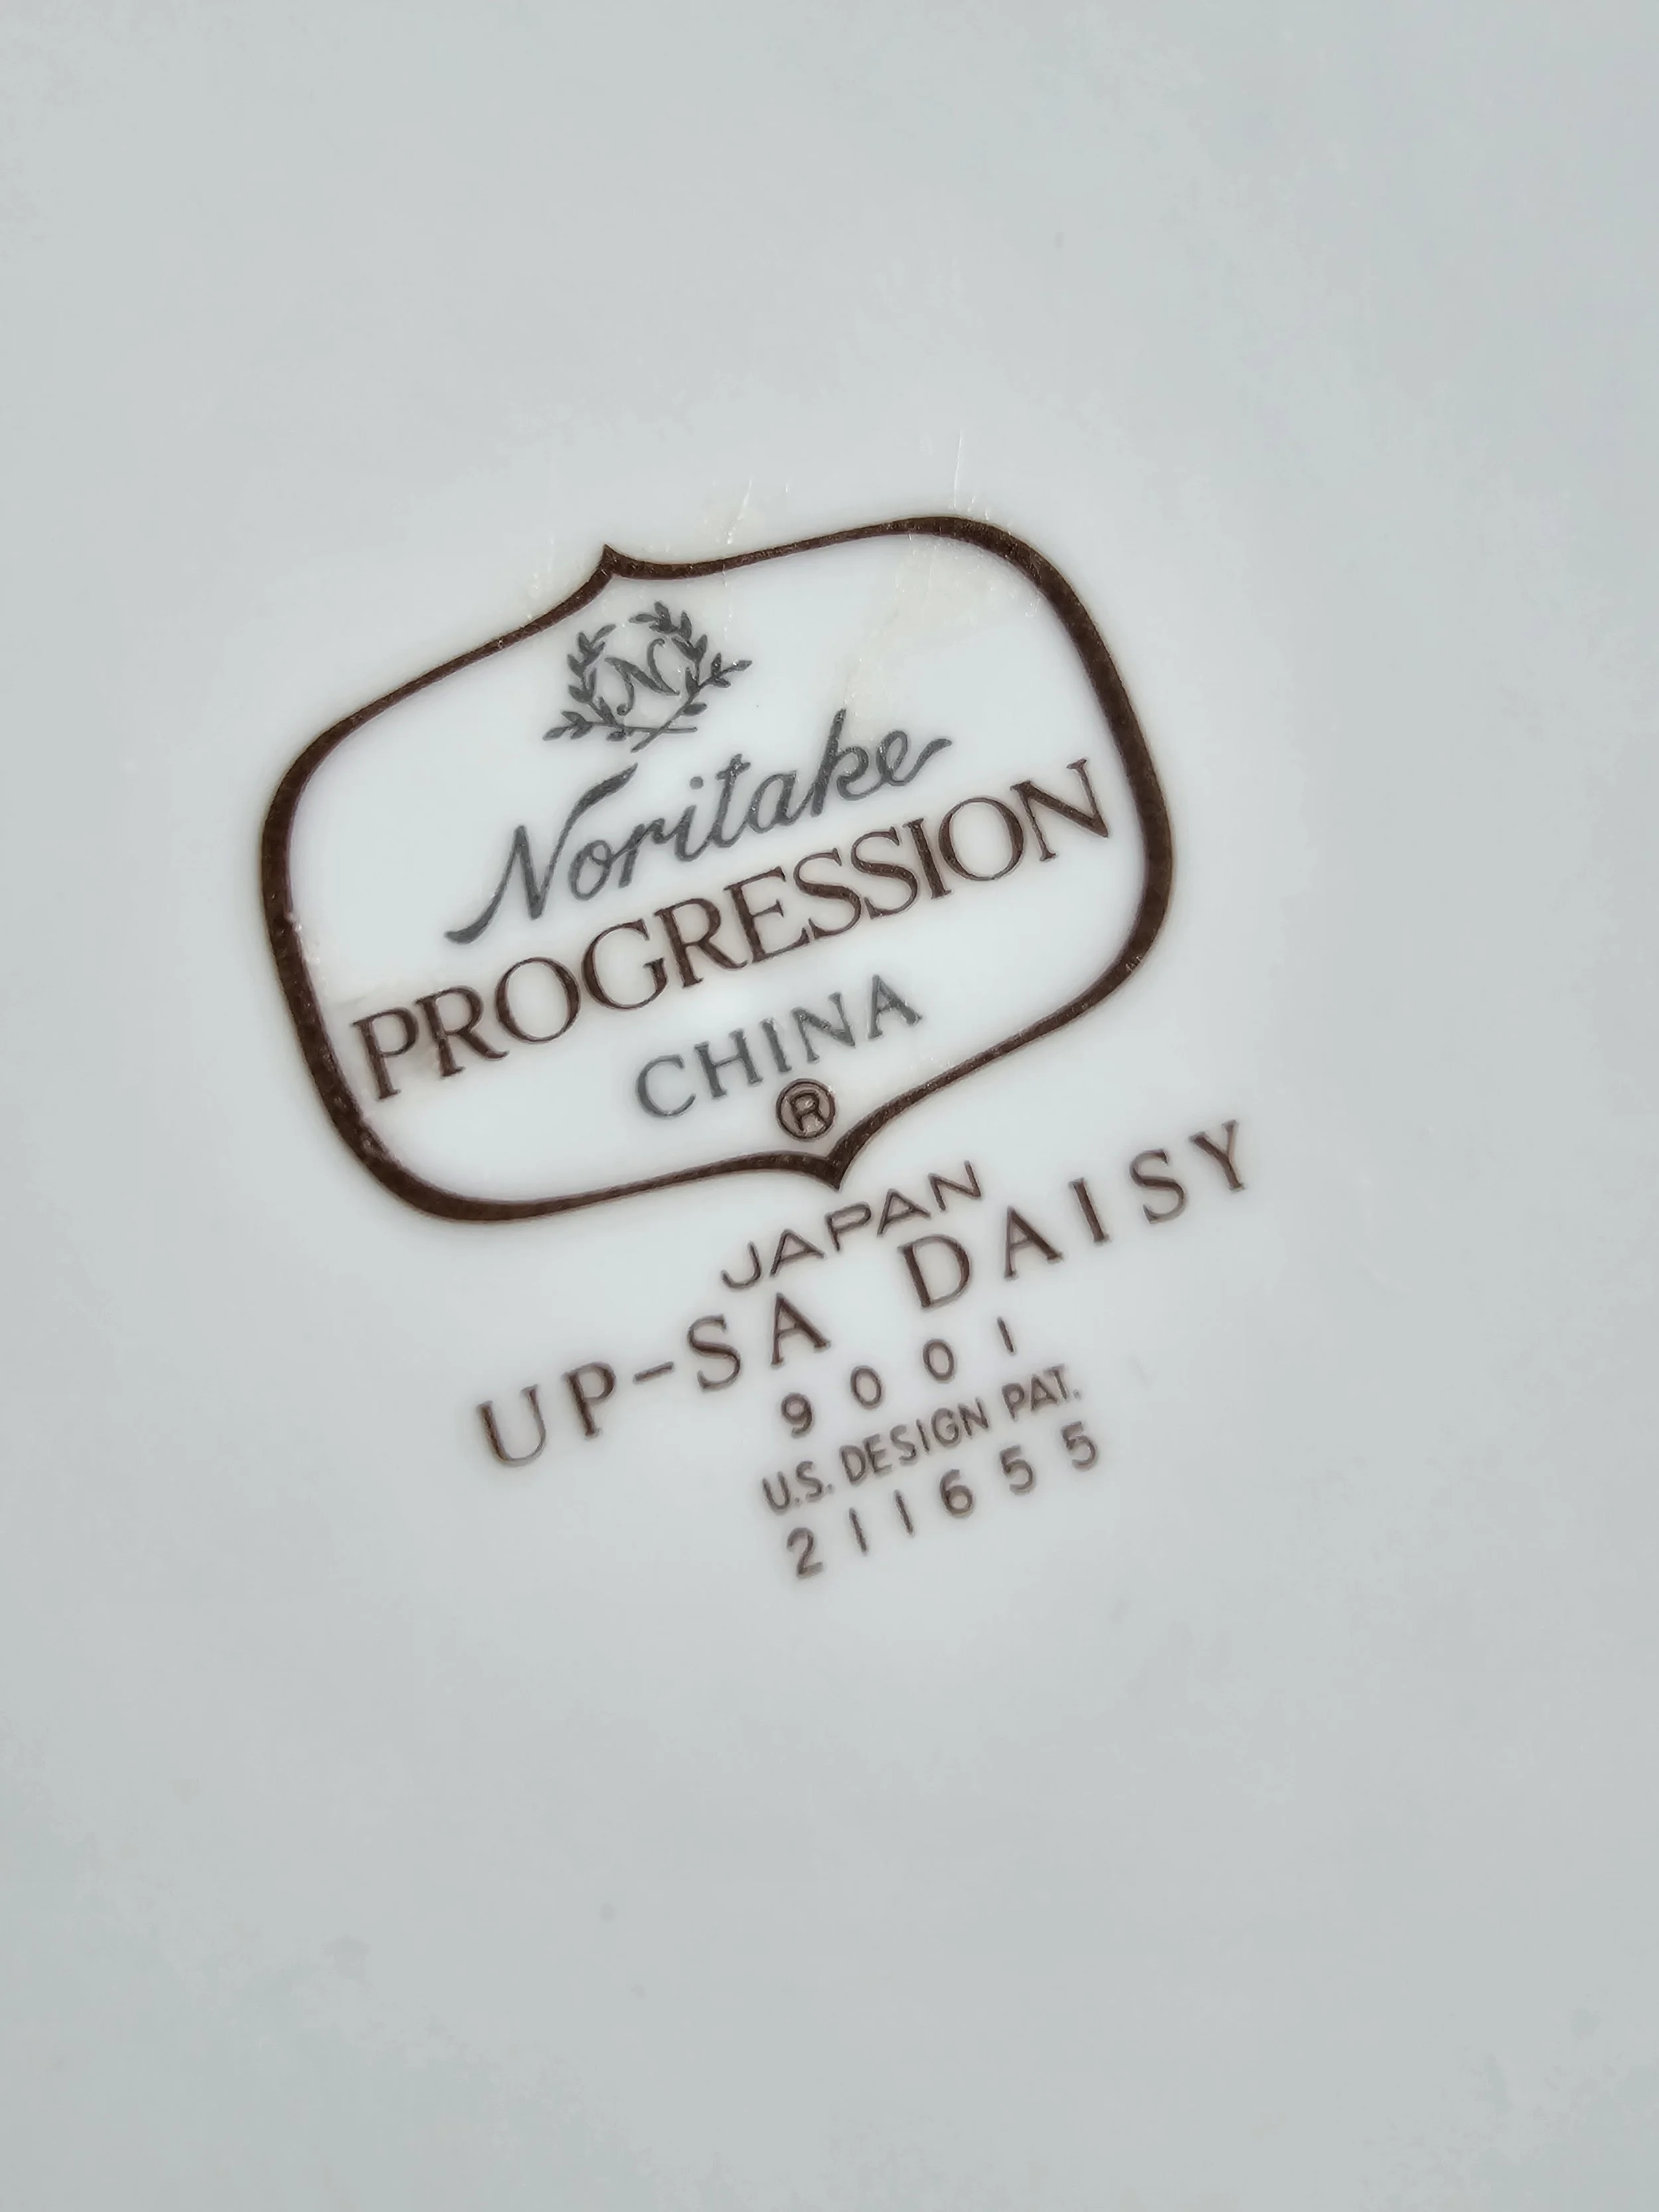 N
Noritake
PROGRESSION
CHINA
®
JAPAN
UP-SA DAISY
9001
U.S. DESIGN PAT.
211655